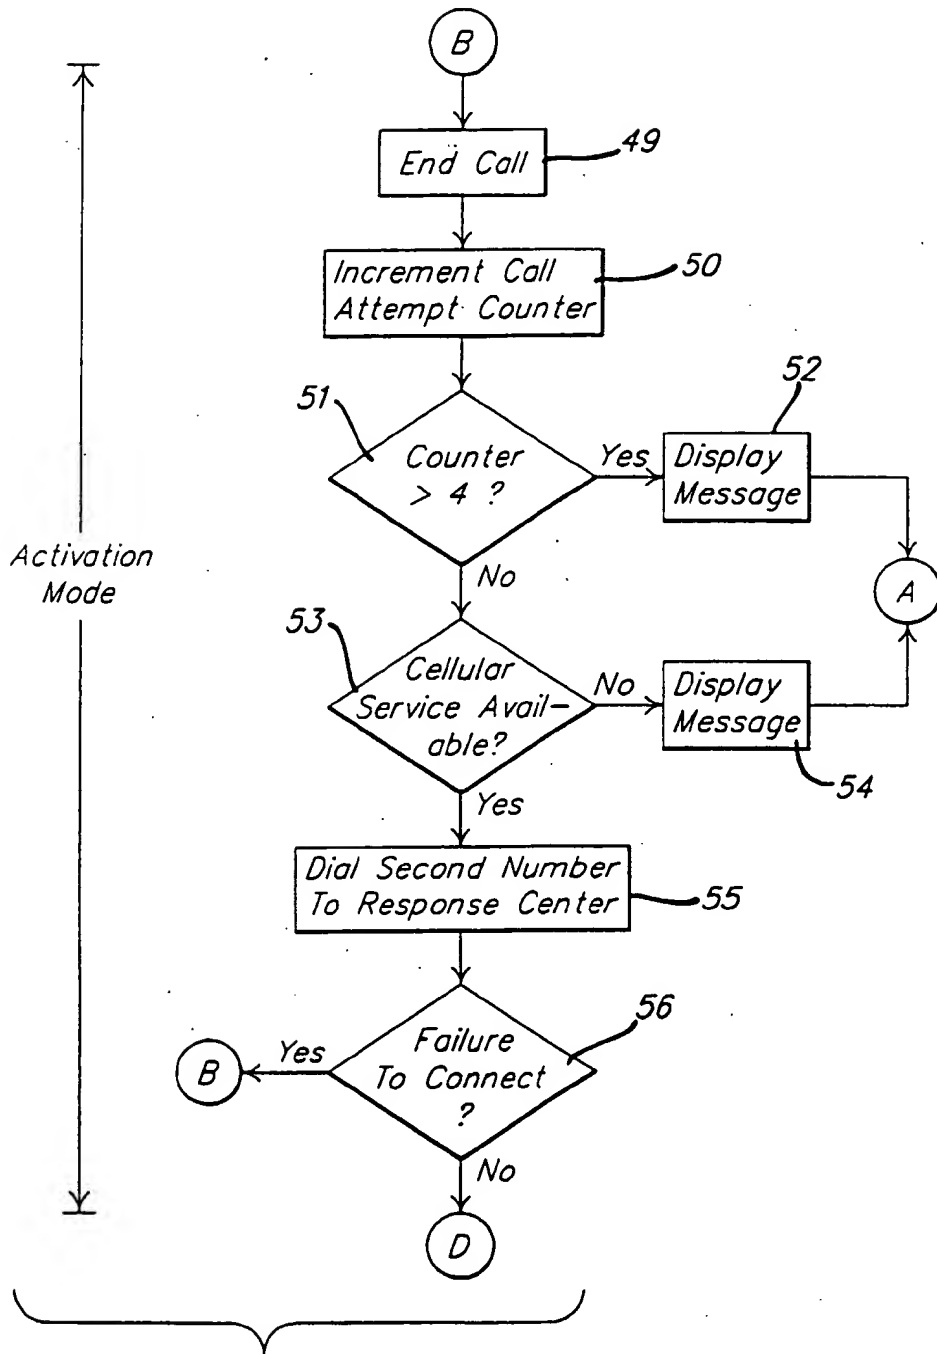 B
End Call
49
Increment Call
Attempt Counter
50
51
Counter
> 4 ?
Yes
52
Display
Message
A
No
Activation
Mode
53
Cellular
Service Avail-
able?
No
Display
Message
54
Yes
Dial Second Number
To Response Center
55
56
Failure
To Connect
?
Yes
B
No
D